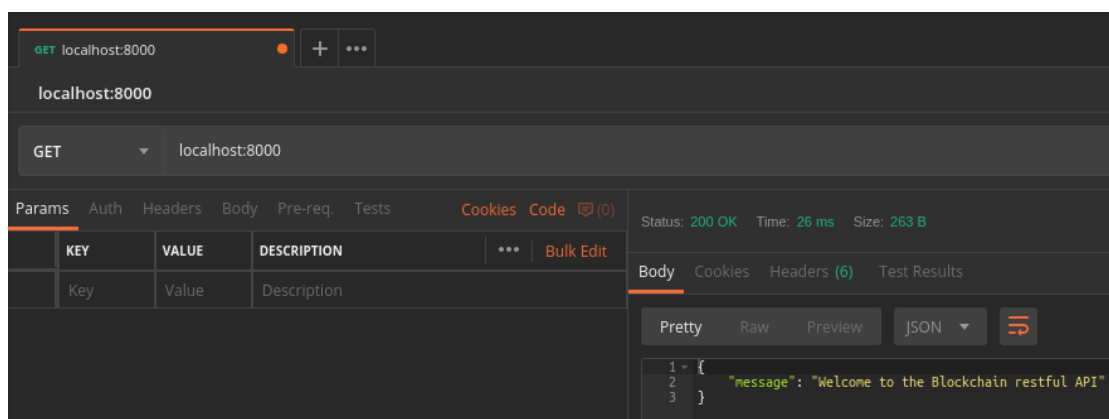 GET localhost:8000 + •••
localhost:8000
GET localhost:8000
Params Auth Headers Body Pre-req. Tests Cookies Code (0)
KEY VALUE DESCRIPTION ••• Bulk Edit
Key Value Description
Status: 200 OK Time: 26 ms Size: 263 B
Body Cookies Headers (6) Test Results
Pretty Raw Preview JSON
1 {
2 "message": "Welcome to the Blockchain restful API"
3 }